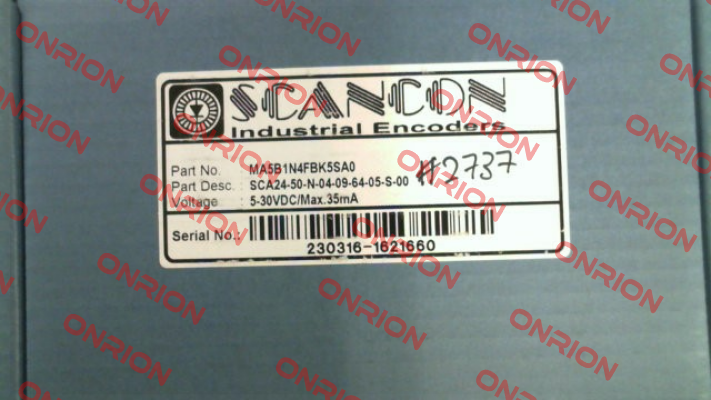 SCANCON
Industrial Encoders
Part No. : MA5B1N4FBK5SA0
Part Desc. : SCA24-50-N-04-09-64-05-S-00
#2737
Voltage : 5-30VDC/Max.35mA
Serial No.:
230316-1621660
ONRION